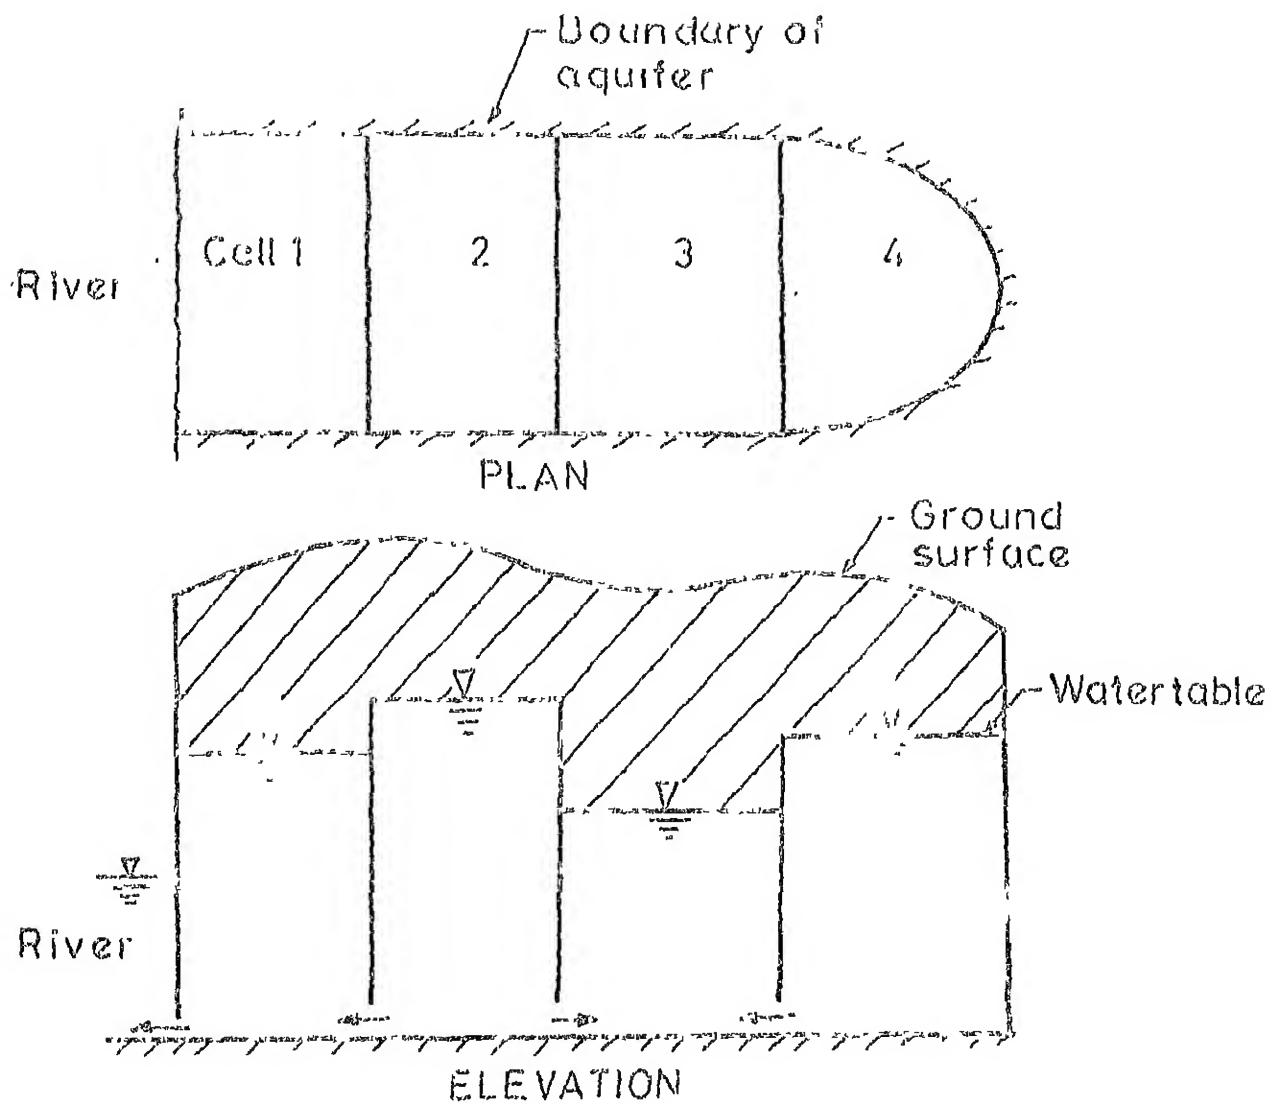 Boundary of
aquifer
River
Cell 1
2
3
4
PLAN
Ground
surface
Watertable
River
ELEVATION